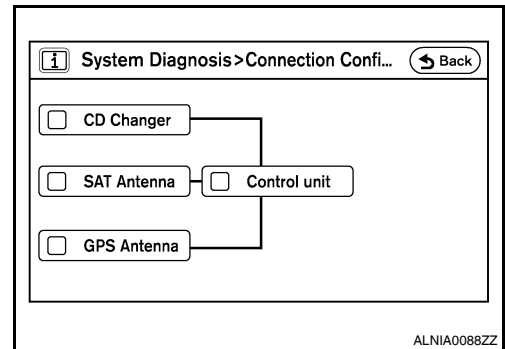 i System Diagnosis>Connection Confi... Back
CD Changer
SAT Antenna Control unit
GPS Antenna
ALNIA0088ZZ